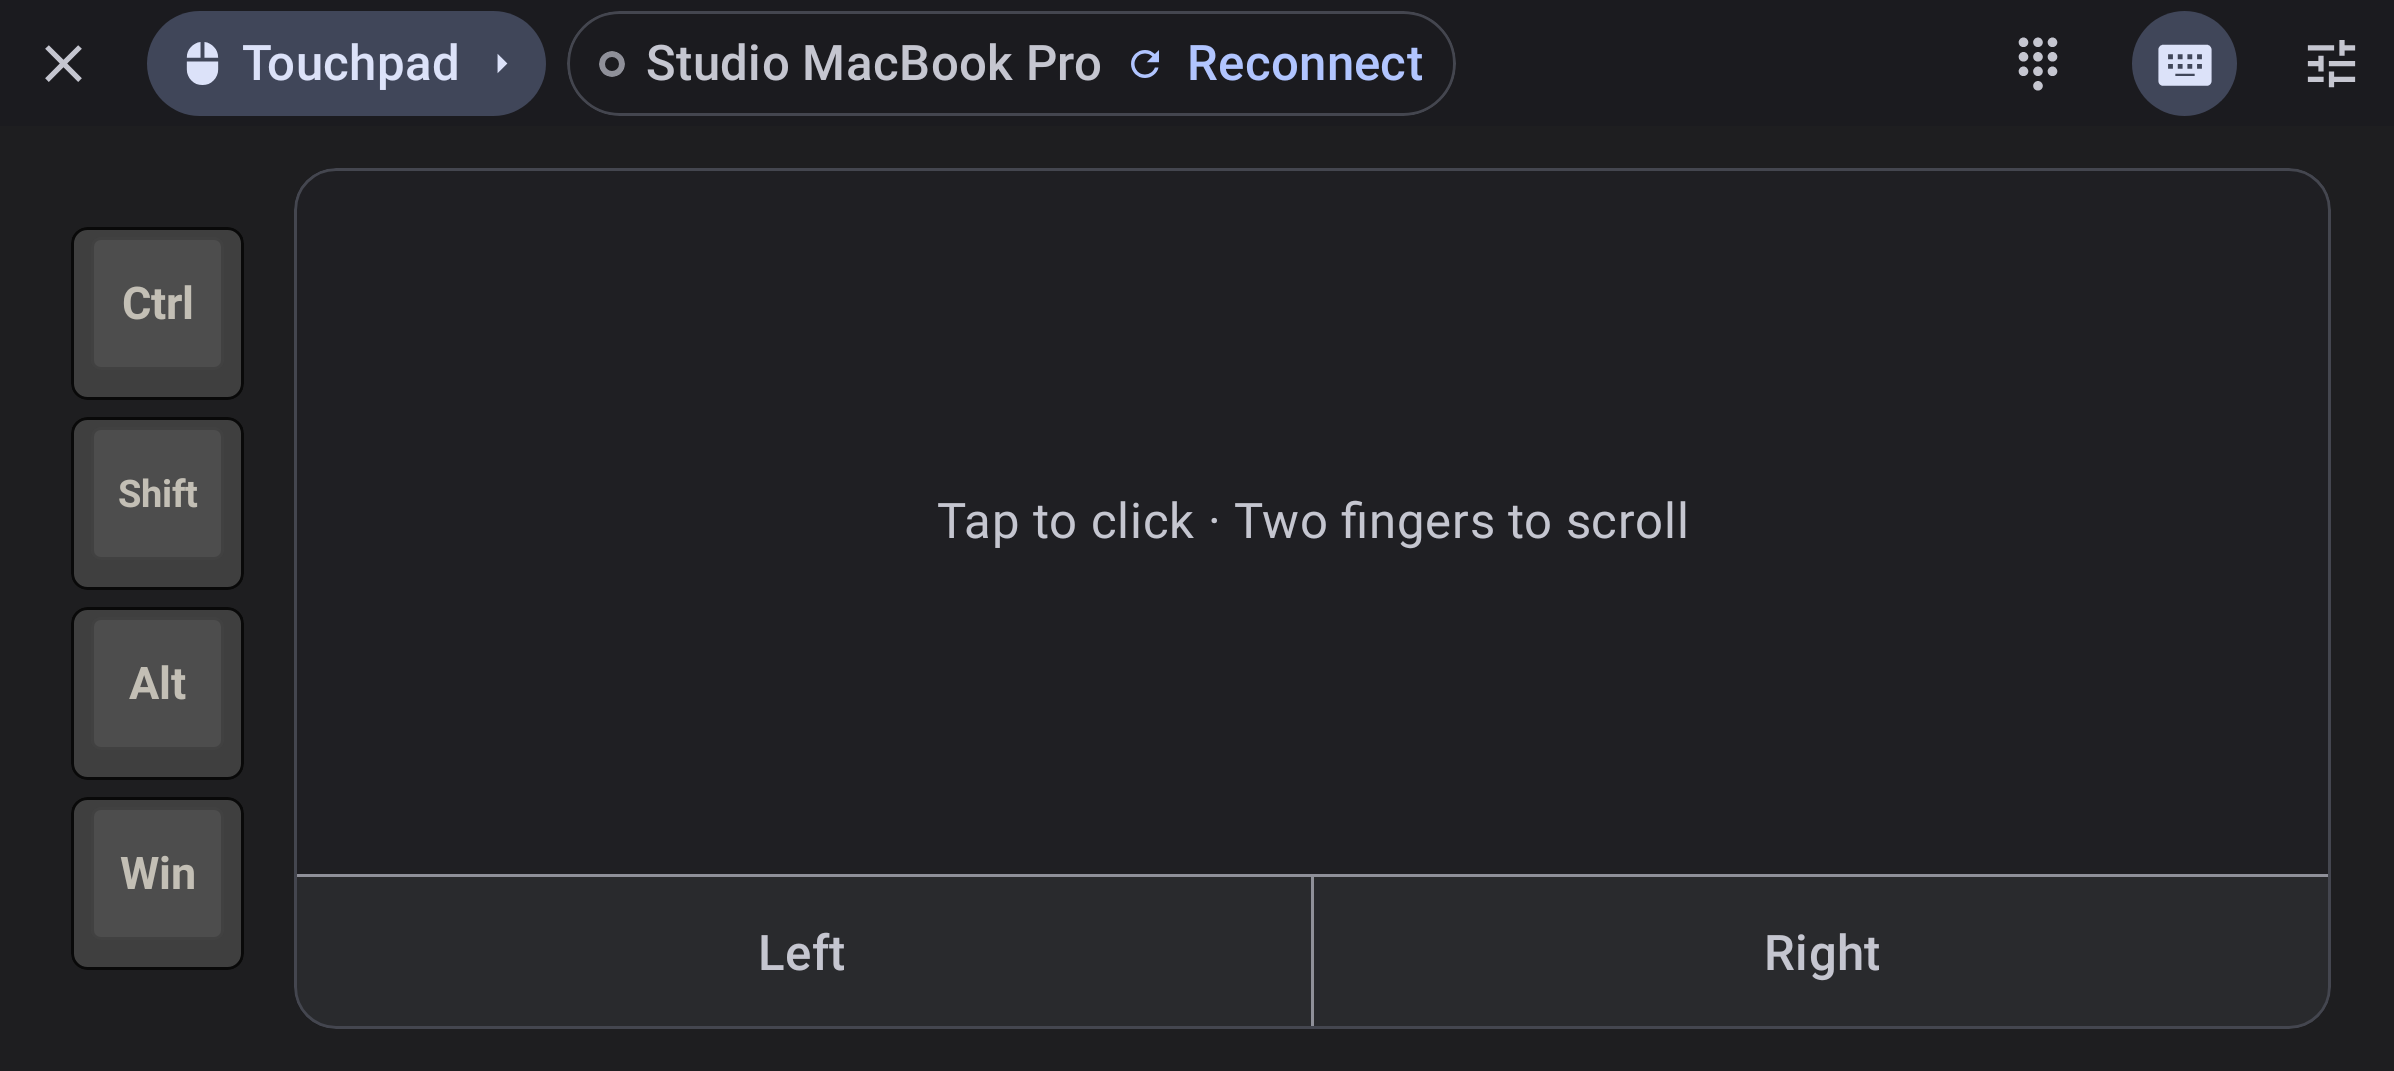 Touchpad
Studio MacBook Pro Reconnect
Ctrl
Shift
Alt
Win
Tap to click · Two fingers to scroll
Left
Right